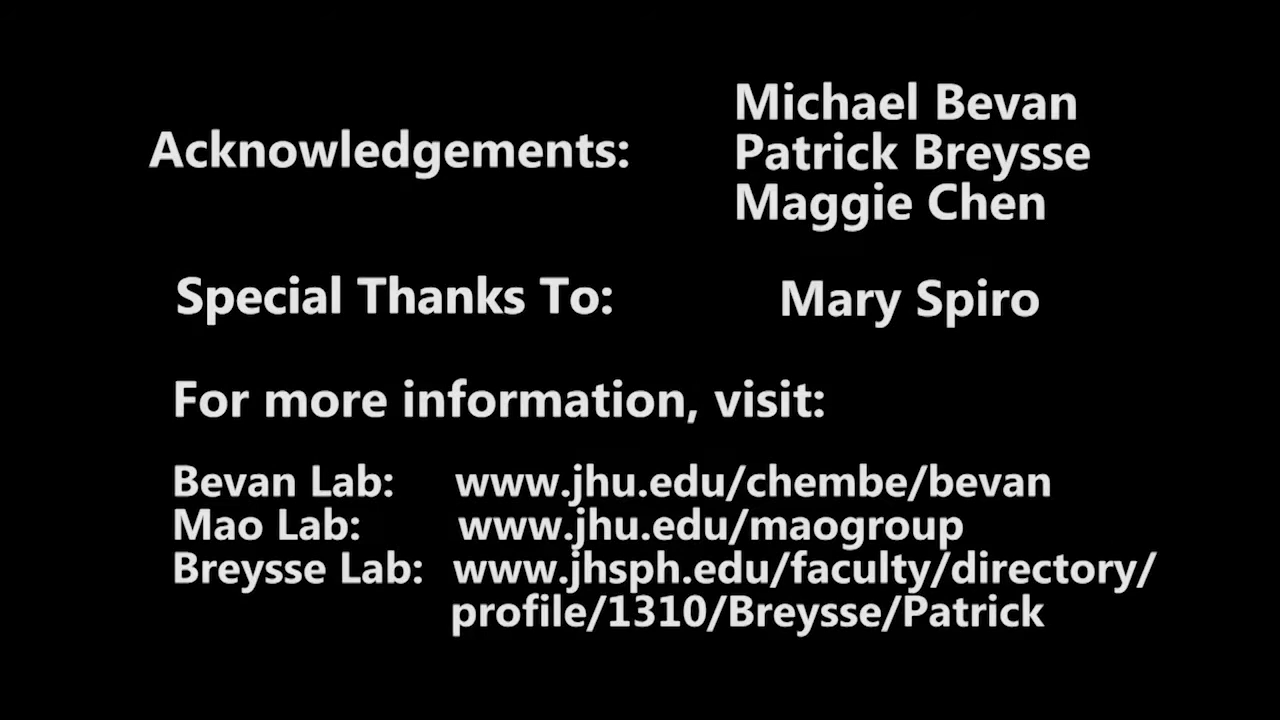 Acknowledgements:
Michael Bevan
Patrick Breysse
Maggie Chen
Special Thanks To: Mary Spiro
For more information, visit:
Bevan Lab: www.jhu.edu/chembe/bevan
Mao Lab: www.jhu.edu/maogroup
Breysse Lab: www.jhsph.edu/faculty/directory/
profile/1310/Breysse/Patrick